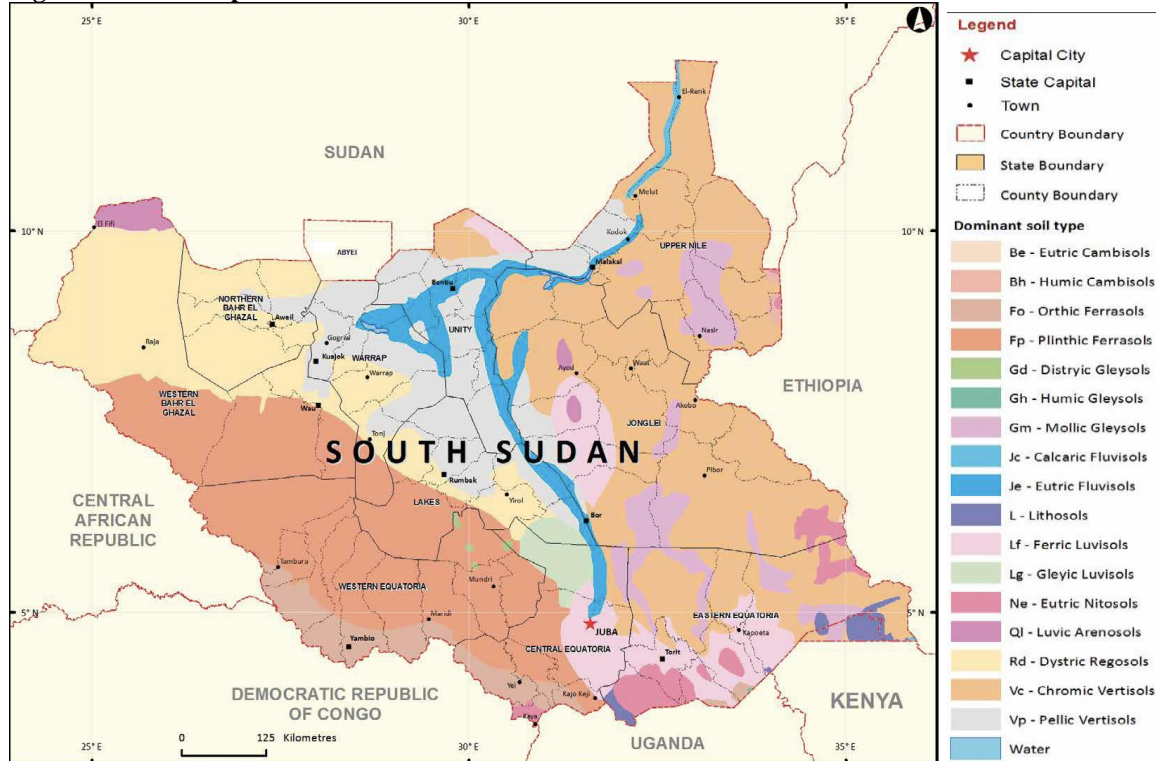 25°E
30°E
35°E
El-Renk
SUDAN
Melut
El Fifi
10°N
10°N
ABYEI
Kodok
UPPER NILE
Malakal
Bentiu
NORTHERN
BAHR EL
GHAZAL
Aweil
UNITY
Nasir
Raja
Gogrial
Kuajok
WARRAP
Warrap
Ayod
Waat
ETHIOPIA
WESTERN
BAHR EL
GHAZAL
Wau
Akobo
JONGLEI
Tonj
SOUTH SUDAN
Rumbek
Pibor
LAKES
Yirol
Bor
CENTRAL
AFRICAN
REPUBLIC
Tambura
WESTERN EQUATORIA
Mundri
5°N
5°N
Maridi
EASTERN EQUATORIA
JUBA
Kapoeta
Yambio
CENTRAL EQUATORIA
Torit
Yei
Kajo Keji
DEMOCRATIC REPUBLIC
OF CONGO
Kaya
KENYA
UGANDA
0 125 Kilometres
25°E
30°E
35°E
Legend
Capital City
State Capital
Town
Country Boundary
State Boundary
County Boundary
Dominant soil type
Be - Eutric Cambisols
Bh - Humic Cambisols
Fo - Orthic Ferrasols
Fp - Plinthic Ferrasols
Gd - Distryic Gleysols
Gh - Humic Gleysols
Gm - Mollic Gleysols
Jc - Calcaric Fluvisols
Je - Eutric Fluvisols
L - Lithosols
Lf - Ferric Luvisols
Lg - Gleyic Luvisols
Ne - Eutric Nitosols
Ql - Luvic Arenosols
Rd - Dystric Regosols
Vc - Chromic Vertisols
Vp - Pellic Vertisols
Water